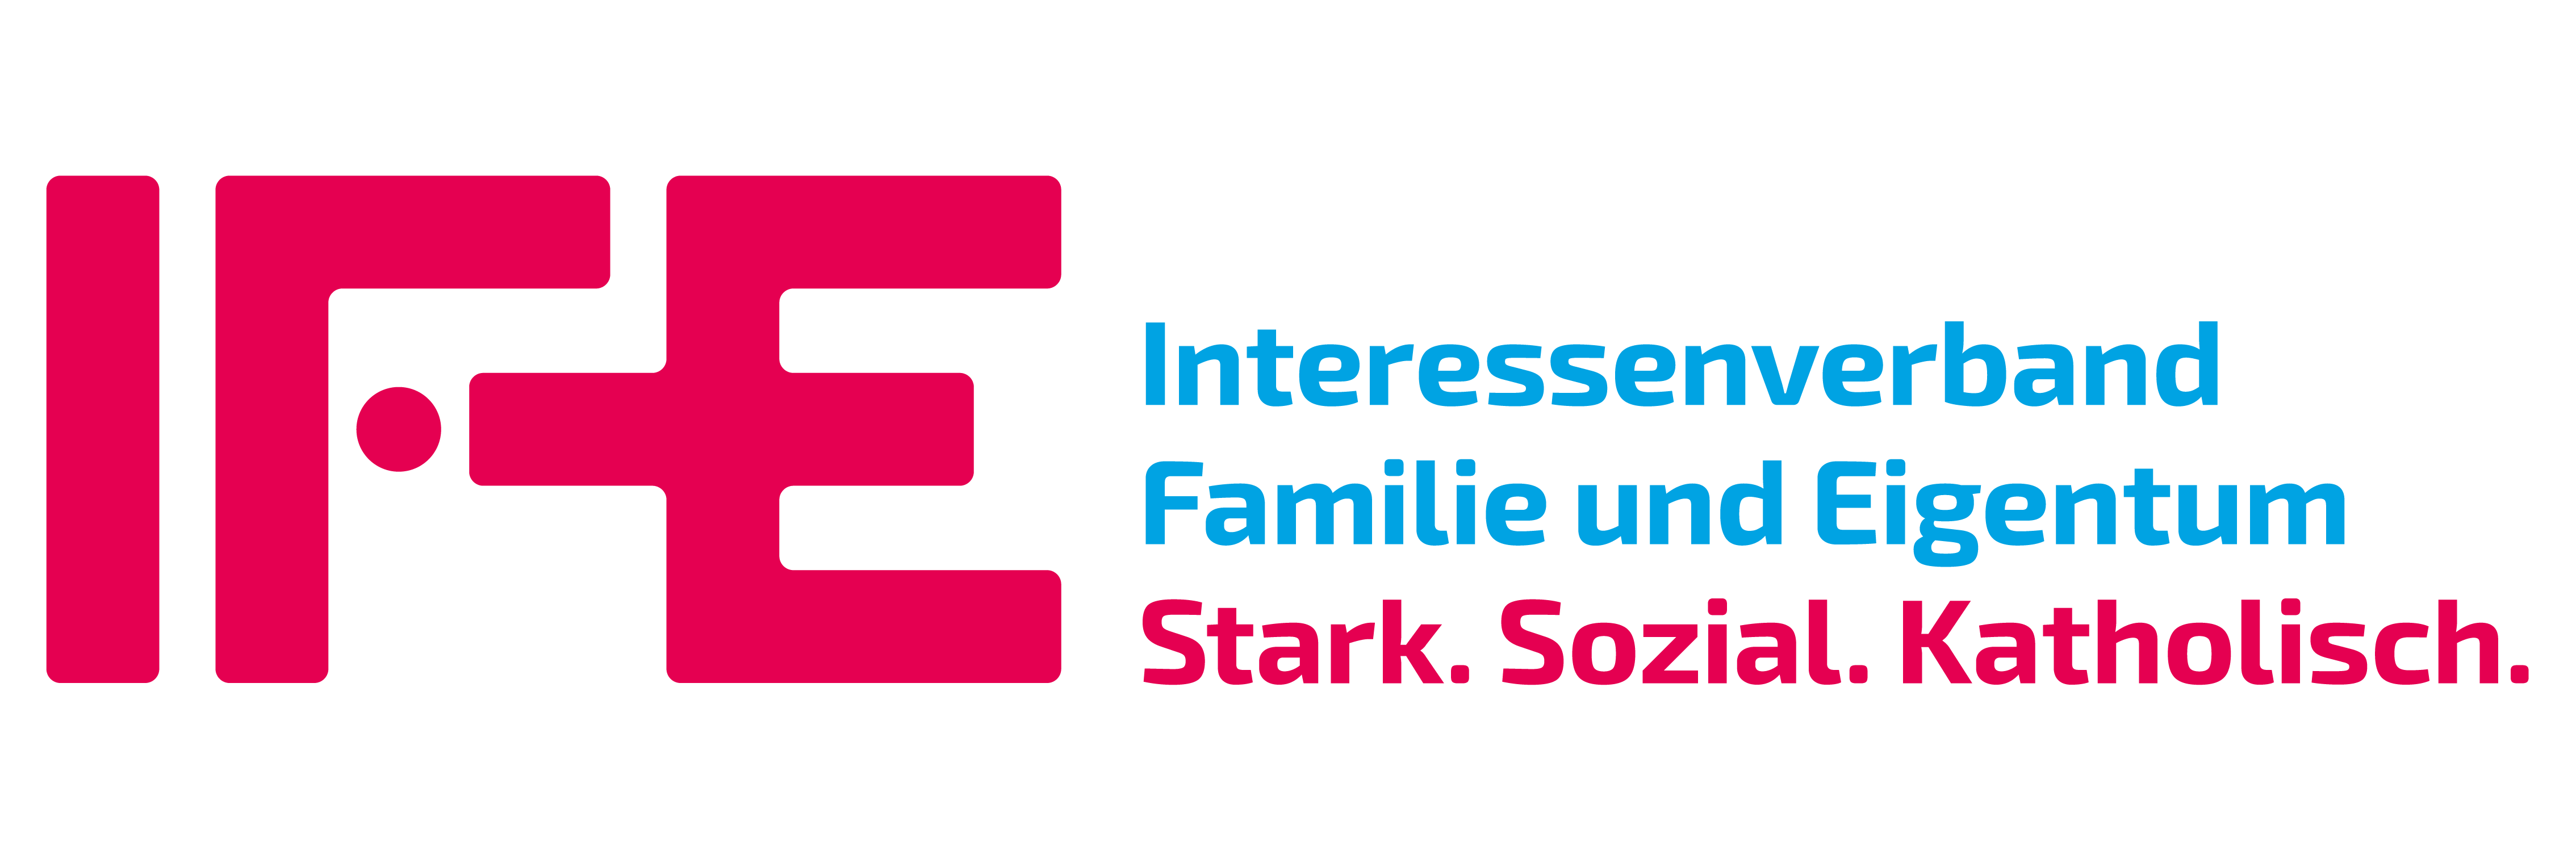 IFE
Interessenverband
Familie und Eigentum
Stark. Sozial. Katholisch.